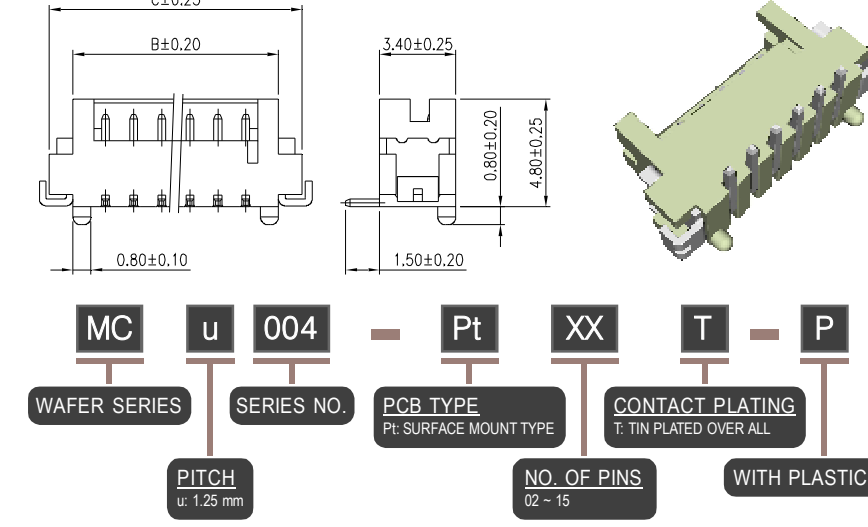 C±0.25
B±0.20
3.40±0.25
0.80±0.20
4.80±0.25
0.80±0.10
1.50±0.20
MC u 004 - Pt XX T - P
WAFER SERIES
SERIES NO.
PCB TYPE
Pt: SURFACE MOUNT TYPE
CONTACT PLATING
T: TIN PLATED OVER ALL
PITCH
u: 1.25 mm
NO. OF PINS
02 ~ 15
WITH PLASTIC